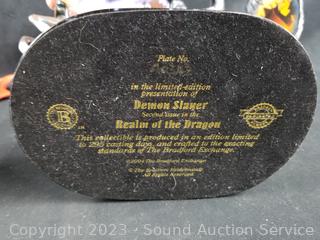 Plate No.
in the limited-edition
presentation of
Demon Slayer
Second Issue in the
Realm of the Dragon
This collectible is produced in an edition limited
to 295 casting days, and crafted to the exacting
standards of The Bradford Exchange.
©2004 The Bradford Exchange
All Rights Reserved
B
Copyright 2023 - Sound Auction Service